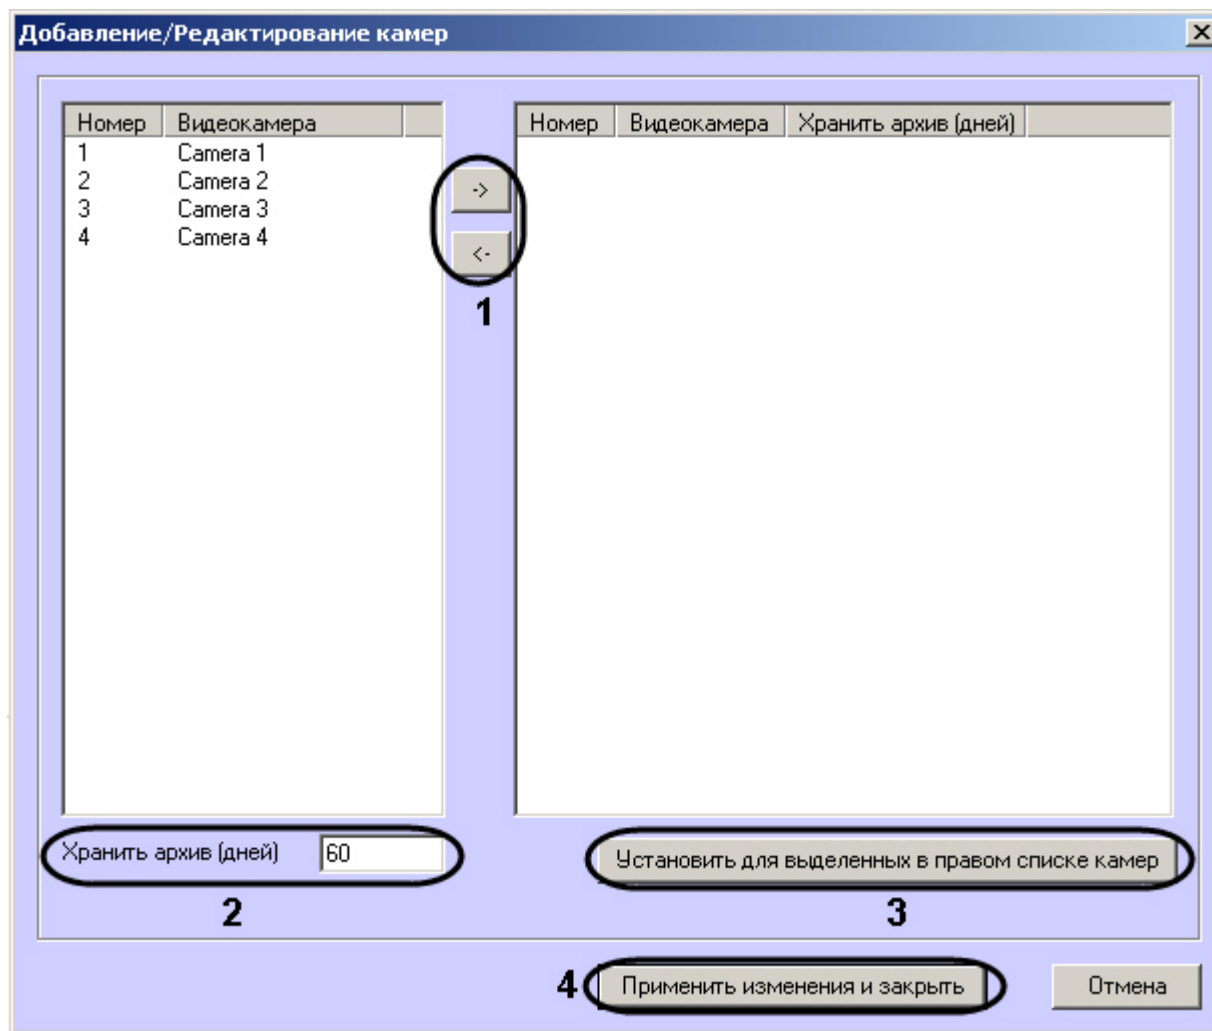 Добавление/Редактирование камер
Номер Видеокамера
1 Camera 1
2 Camera 2
3 Camera 3
4 Camera 4
->
<-
1
Номер Видеокамера Хранить архив (дней)
Хранить архив (дней) 60
2
Установить для выделенных в правом списке камер
3
4 Применить изменения и закрыть
Отмена